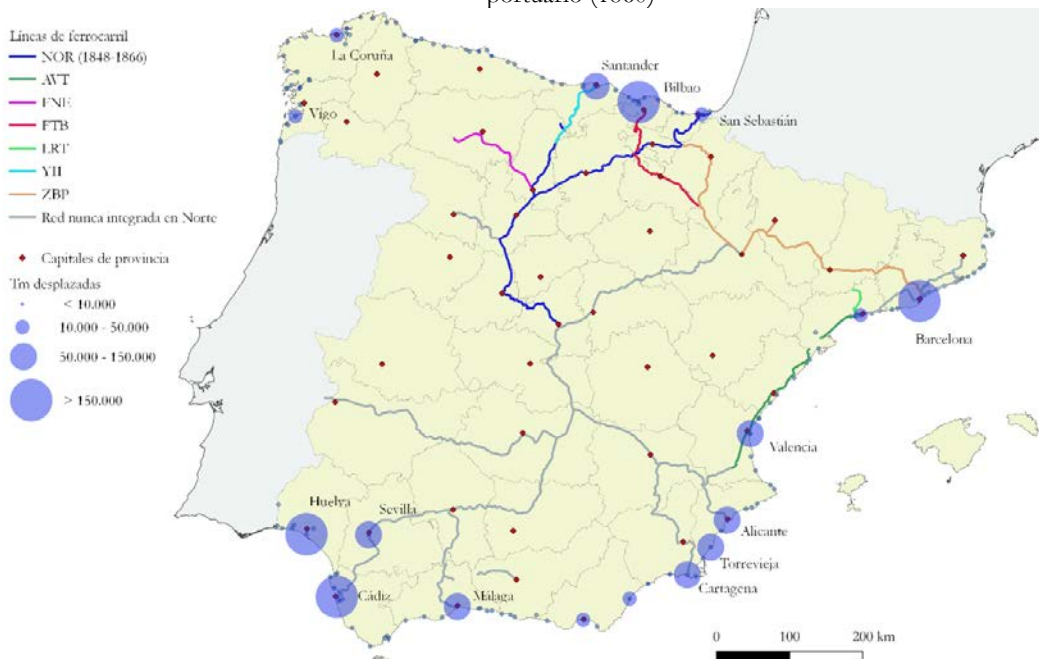 portuario (1866)
Líneas de ferrocarril
NOR (1848-1866)
AVT
FNE
FTB
LRT
YII
ZBP
Red nunca integrada en Norte
Capitales de provincia
Tm desplazadas
< 10.000
10.000 - 50.000
50.000 - 150.000
> 150.000
La Coruña
Santander
Bilbao
San Sebastián
Vigo
Barcelona
Valencia
Huelva
Sevilla
Alicante
Torrevieja
Cartagena
Cádiz
Málaga
0 100 200 km